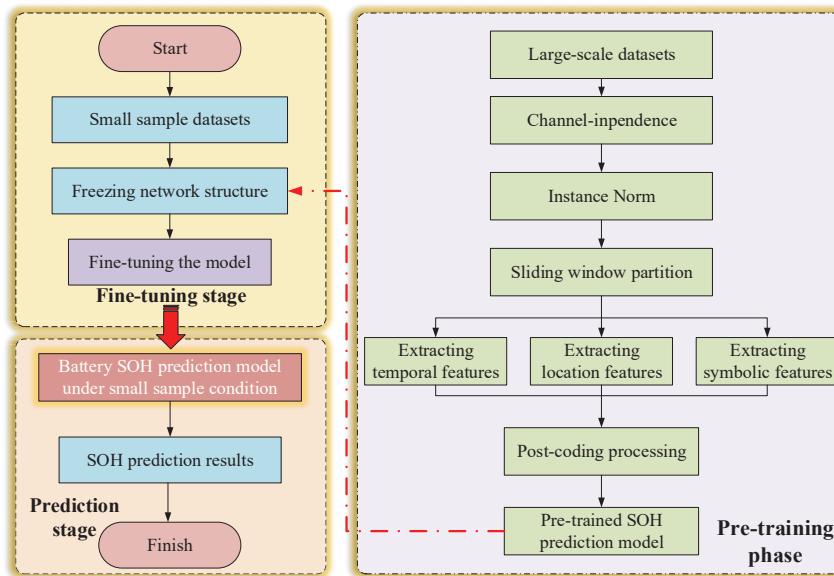 Start
Small sample datasets
Freezing network structure
Fine-tuning the model
Fine-tuning stage
Battery SOH prediction model
under small sample condition
SOH prediction results
Prediction
stage
Finish
Large-scale datasets
Channel-inpendence
Instance Norm
Sliding window partition
Extracting
temporal features
Extracting
location features
Extracting
symbolic features
Post-coding processing
Pre-trained SOH
prediction model
Pre-training
phase